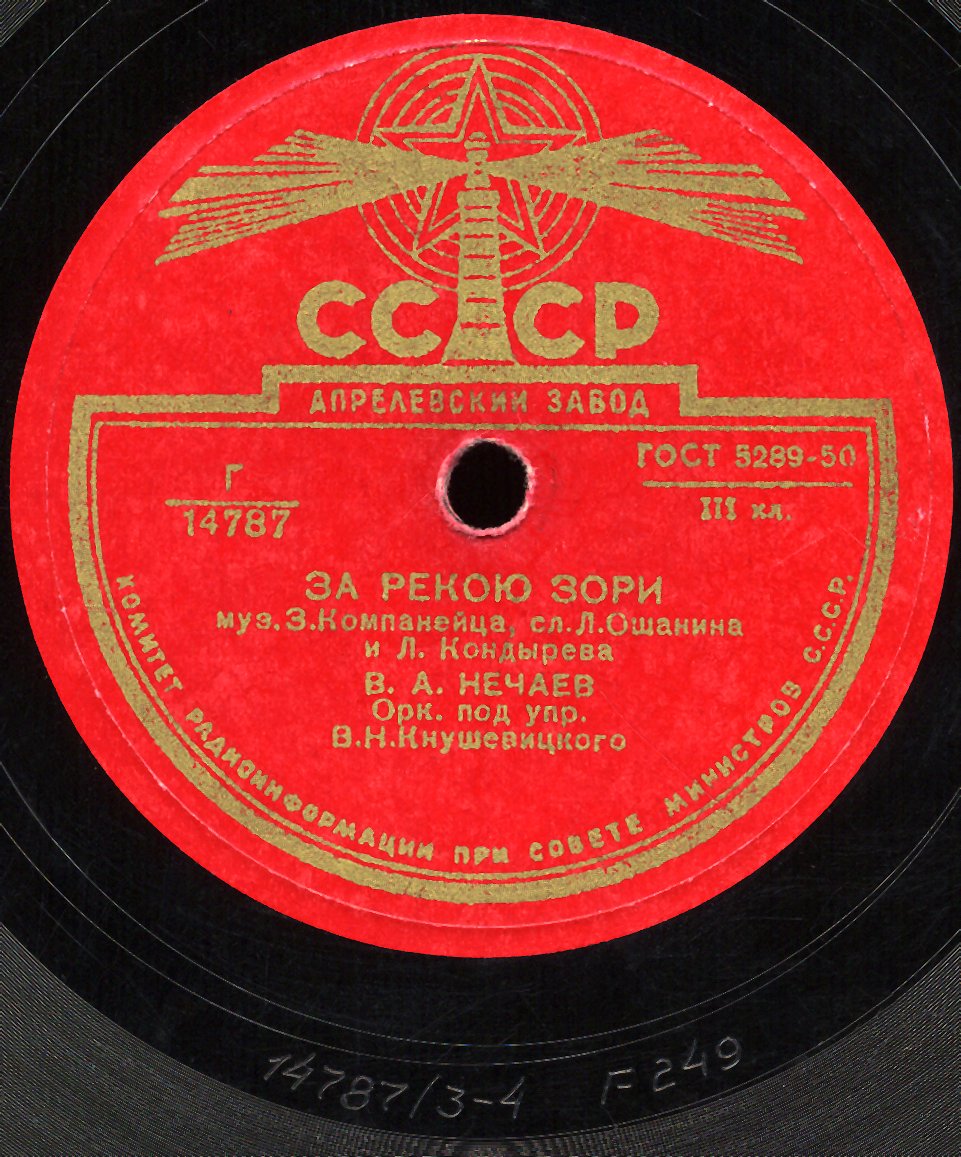 СССР
АПРЕЛЕВСКИЙ ЗАВОД
Г
14787
ГОСТ 5289-50
III кл.
ЗА РЕКОЮ ЗОРИ
муз. З. Компанейца, сл. Л. Ошанина
и Л. Кондырева
В. А. НЕЧАЕВ
Орк. под упр.
В.Н.Кнушевицкого
КОМИТЕТ РАДИОИНФОРМАЦИИ ПРИ СОВЕТЕ МИНИСТРОВ С.С.С.Р.
14787/3-4 F249